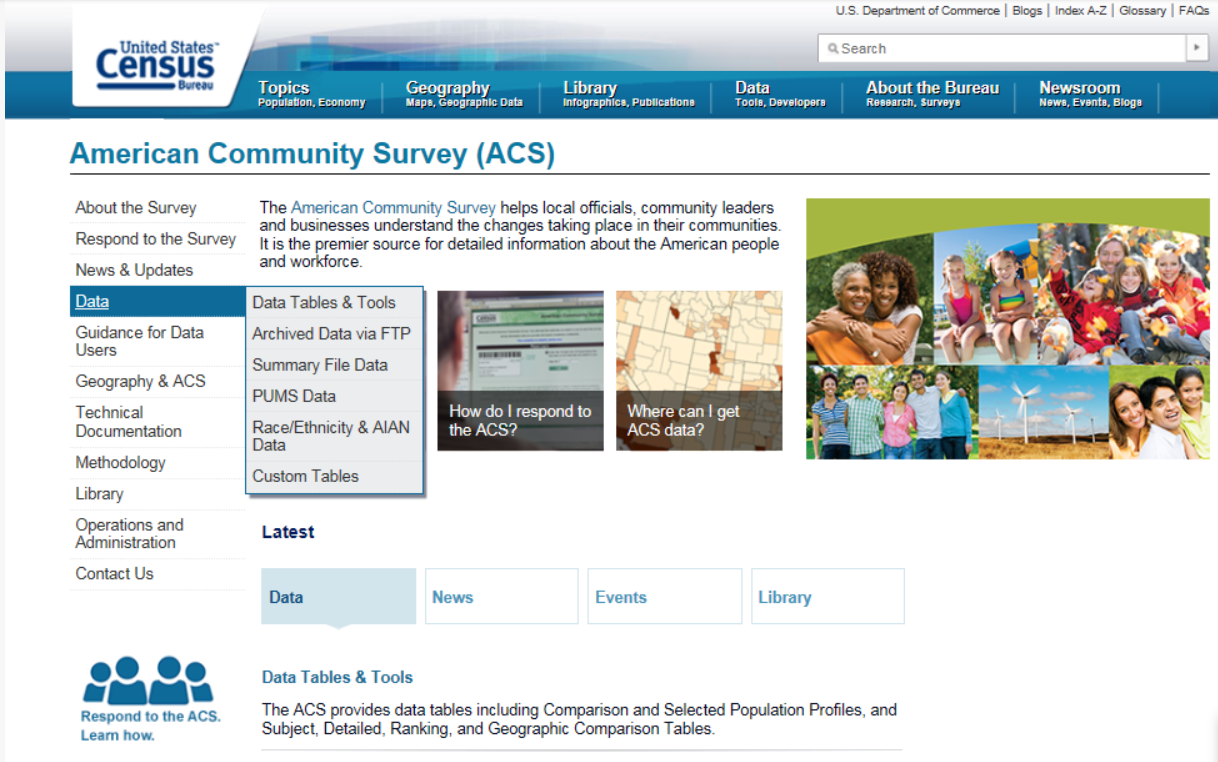 U.S. Department of Commerce | Blogs | Index A-Z | Glossary | FAQs
United States™
Census
Bureau
Search
Topics
Population, Economy
Geography
Maps, Geographic Data
Library
Infographics, Publications
Data
Tools, Developers
About the Bureau
Research, Surveys
Newsroom
News, Events, Blogs
American Community Survey (ACS)
About the Survey
Respond to the Survey
News & Updates
Data
Guidance for Data
Users
Geography & ACS
Technical
Documentation
Methodology
Library
Operations and
Administration
Contact Us
Respond to the ACS.
Learn how.
The American Community Survey helps local officials, community leaders
and businesses understand the changes taking place in their communities.
It is the premier source for detailed information about the American people
and workforce.
Data Tables & Tools
Archived Data via FTP
Summary File Data
PUMS Data
Race/Ethnicity & AIAN
Data
Custom Tables
How do I respond to
the ACS?
Where can I get
ACS data?
Latest
Data
News
Events
Library
Data Tables & Tools
The ACS provides data tables including Comparison and Selected Population Profiles, and
Subject, Detailed, Ranking, and Geographic Comparison Tables.